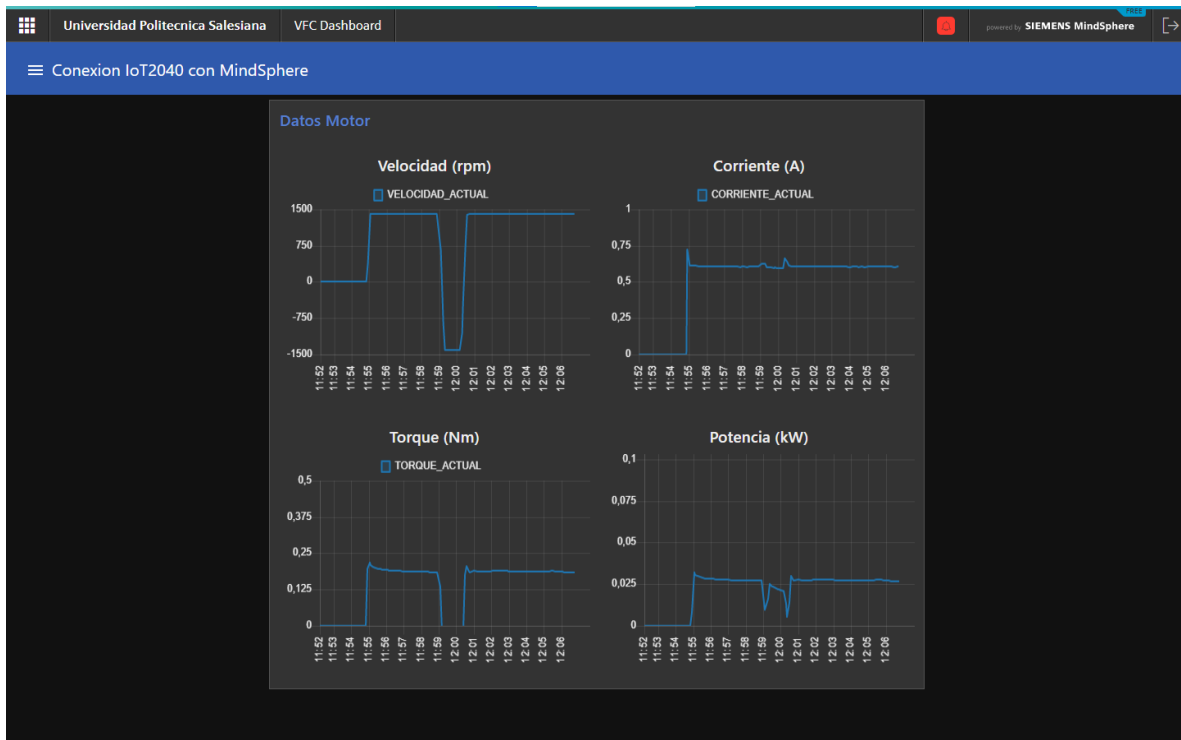 FREE
Universidad Politecnica Salesiana VFC Dashboard powered by SIEMENS MindSphere
Conexion IoT2040 con MindSphere
Datos Motor
Velocidad (rpm)
VELOCIDAD_ACTUAL
1500
750
0
-750
-1500
11:52 11:53 11:54 11:55 11:56 11:57 11:58 11:59 12:00 12:01 12:02 12:03 12:04 12:05 12:06
Corriente (A)
CORRIENTE_ACTUAL
1
0,75
0,5
0,25
0
11:52 11:53 11:54 11:55 11:56 11:57 11:58 11:59 12:00 12:01 12:02 12:03 12:04 12:05 12:06
Torque (Nm)
TORQUE_ACTUAL
0,5
0,375
0,25
0,125
0
11:52 11:53 11:54 11:55 11:56 11:57 11:58 11:59 12:00 12:01 12:02 12:03 12:04 12:05 12:06
Potencia (kW)
0,1
0,075
0,05
0,025
0
11:52 11:53 11:54 11:55 11:56 11:57 11:58 11:59 12:00 12:01 12:02 12:03 12:04 12:05 12:06